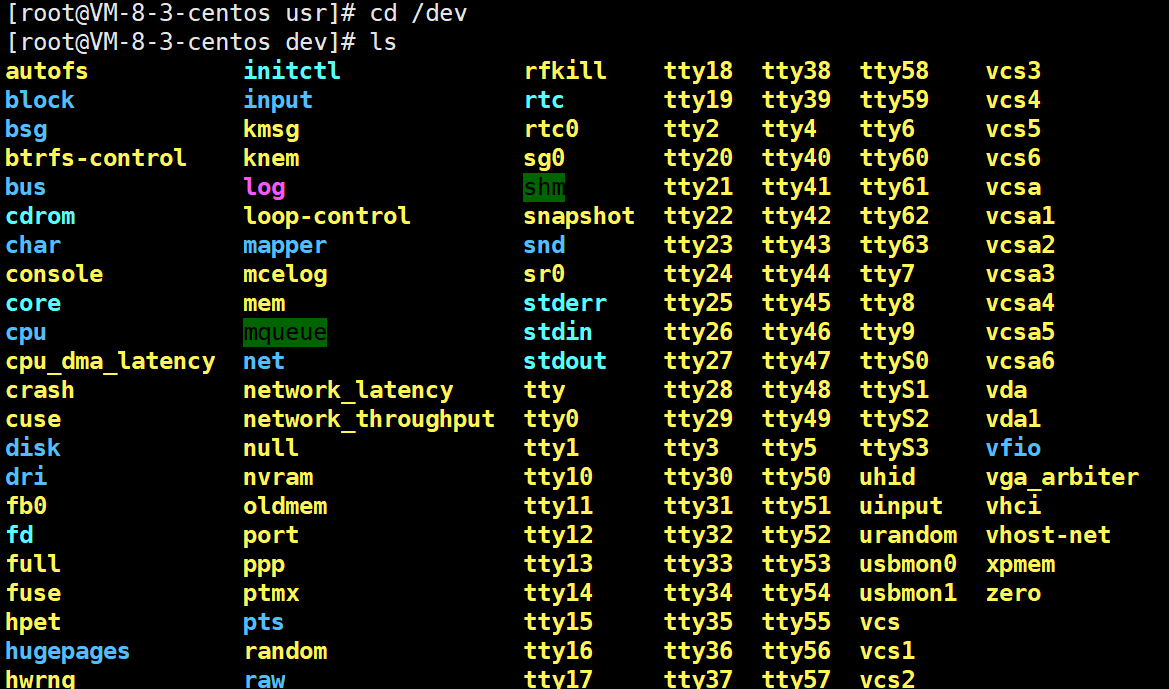 [root@VM-8-3-centos usr]# cd /dev
[root@VM-8-3-centos dev]# ls
autofs initctl rfkill tty18 tty38 tty58 vcs3
block input rtc tty19 tty39 tty59 vcs4
bsg kmsg rtc0 tty2 tty4 tty6 vcs5
btrfs-control knem sg0 tty20 tty40 tty60 vcs6
bus log shm tty21 tty41 tty61 vcsa
cdrom loop-control snapshot tty22 tty42 tty62 vcsa1
char mapper snd tty23 tty43 tty63 vcsa2
console mcelog sr0 tty24 tty44 tty7 vcsa3
core mem stderr tty25 tty45 tty8 vcsa4
cpu mqueue stdin tty26 tty46 tty9 vcsa5
cpu_dma_latency net stdout tty27 tty47 ttyS0 vcsa6
crash network_latency tty tty28 tty48 ttyS1 vda
cuse network_throughput tty0 tty29 tty49 ttyS2 vda1
disk null tty1 tty3 tty5 ttyS3 vfio
dri nvram tty10 tty30 tty50 uhid vga_arbiter
fb0 oldmem tty11 tty31 tty51 uinput vhci
fd port tty12 tty32 tty52 urandom vhost-net
full ppp tty13 tty33 tty53 usbmon0 xpmem
fuse ptmx tty14 tty34 tty54 usbmon1 zero
hpet pts tty15 tty35 tty55 vcs
hugepages random tty16 tty36 tty56 vcs1
hwrng raw tty17 tty37 tty57 vcs2